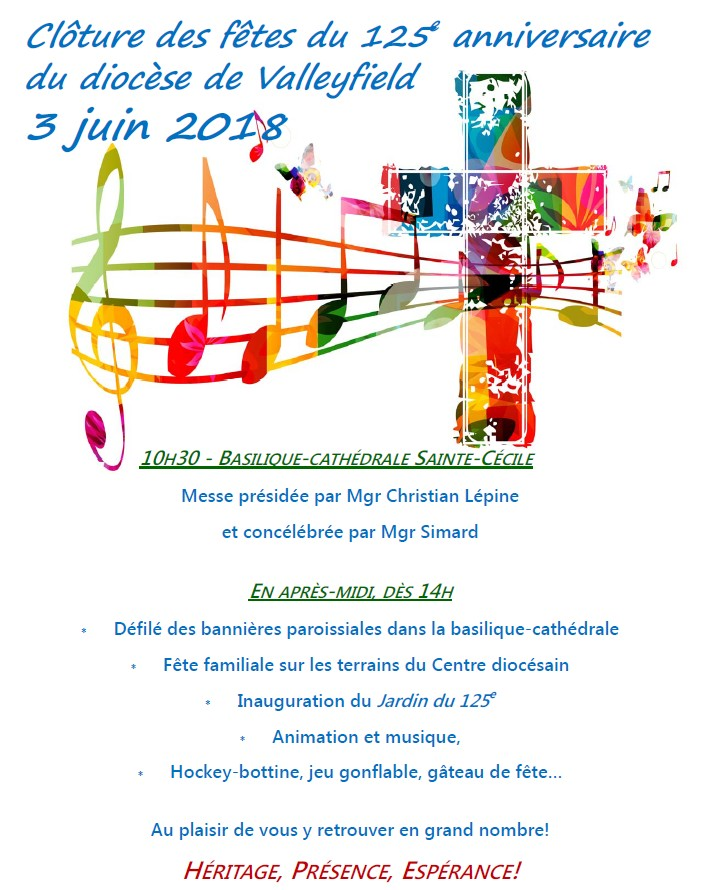 Clôture des fêtes du 125e anniversaire
du diocèse de Valleyfield
3 juin 2018
10H30 - BASILIQUE-CATHÉDRALE SAINTE-CÉCILE
Messe présidée par Mgr Christian Lépine
et concélébrée par Mgr Simard
EN APRÈS-MIDI, DÈS 14H
* Défilé des bannières paroissiales dans la basilique-cathédrale
* Fête familiale sur les terrains du Centre diocésain
* Inauguration du Jardin du 125e
* Animation et musique,
* Hockey-bottine, jeu gonflable, gâteau de fête...
Au plaisir de vous y retrouver en grand nombre!
HÉRITAGE, PRÉSENCE, ESPÉRANCE!